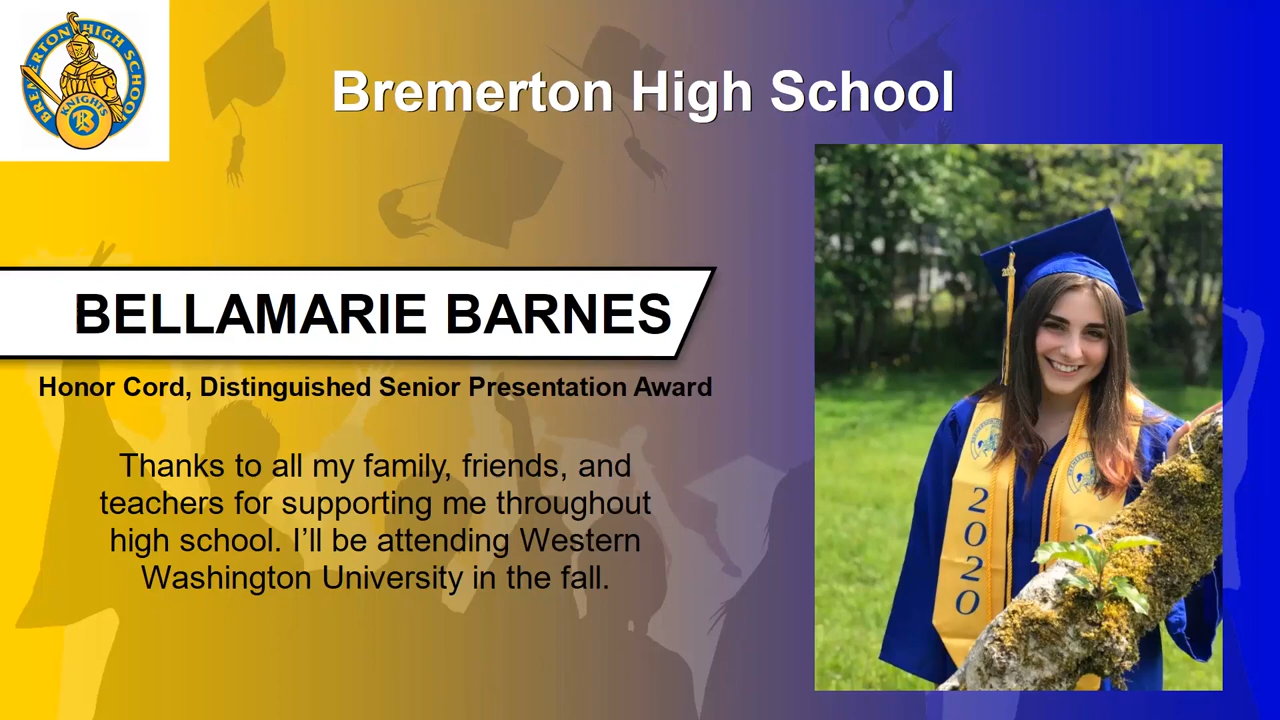 BREMERTON HIGH SCHOOL
KNIGHTS
B
Bremerton High School
BELLAMARIE BARNES
Honor Cord, Distinguished Senior Presentation Award
Thanks to all my family, friends, and
teachers for supporting me throughout
high school. I’ll be attending Western
Washington University in the fall.
2020